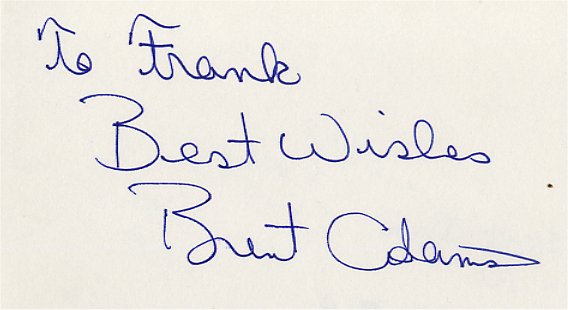 To Frank
Best Wishes
Brent Adams